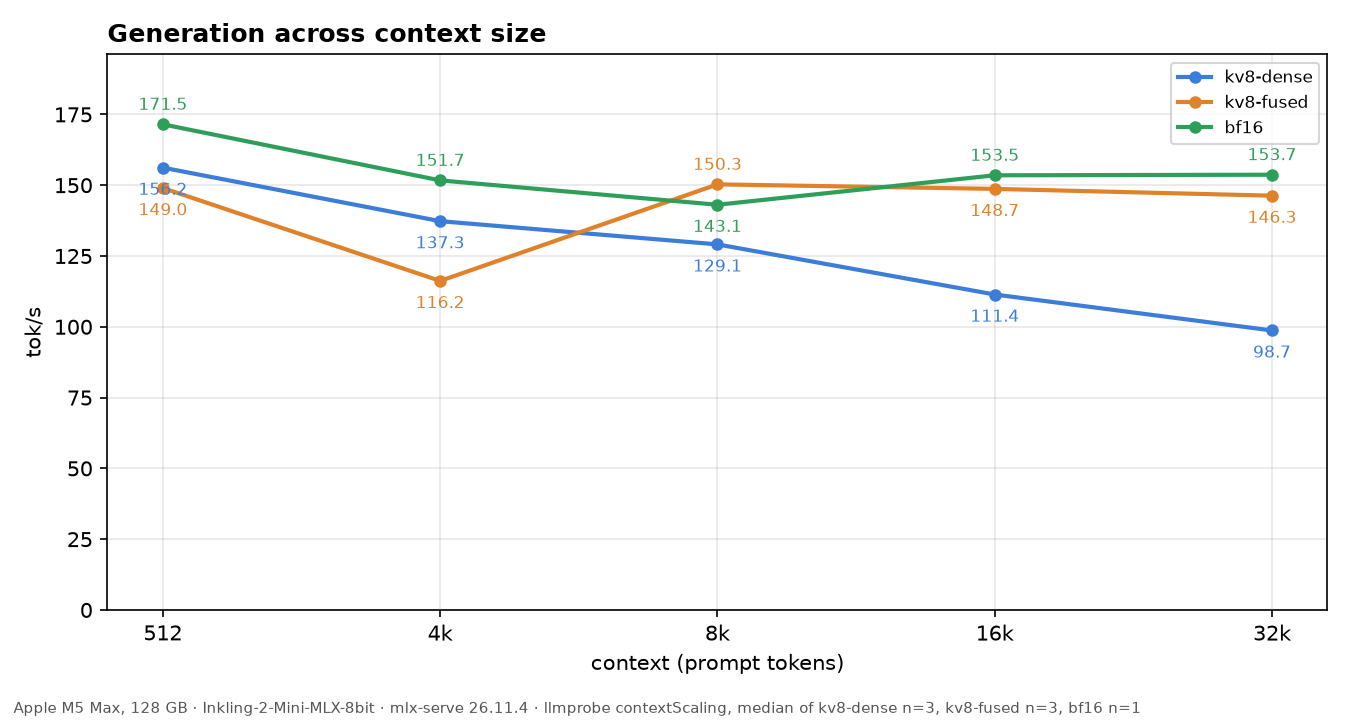 Generation across context size
kv8-dense
kv8-fused
bf16
175
150
125
100
75
50
25
0
tok/s
171.5
151.7
143.1
153.5
153.7
149.0
116.2
150.3
148.7
146.3
156.2
137.3
129.1
111.4
98.7
512
4k
8k
16k
32k
context (prompt tokens)
Apple M5 Max, 128 GB · Inkling-2-Mini-MLX-8bit · mlx-serve 26.11.4 · llmprobe contextScaling, median of kv8-dense n=3, kv8-fused n=3, bf16 n=1